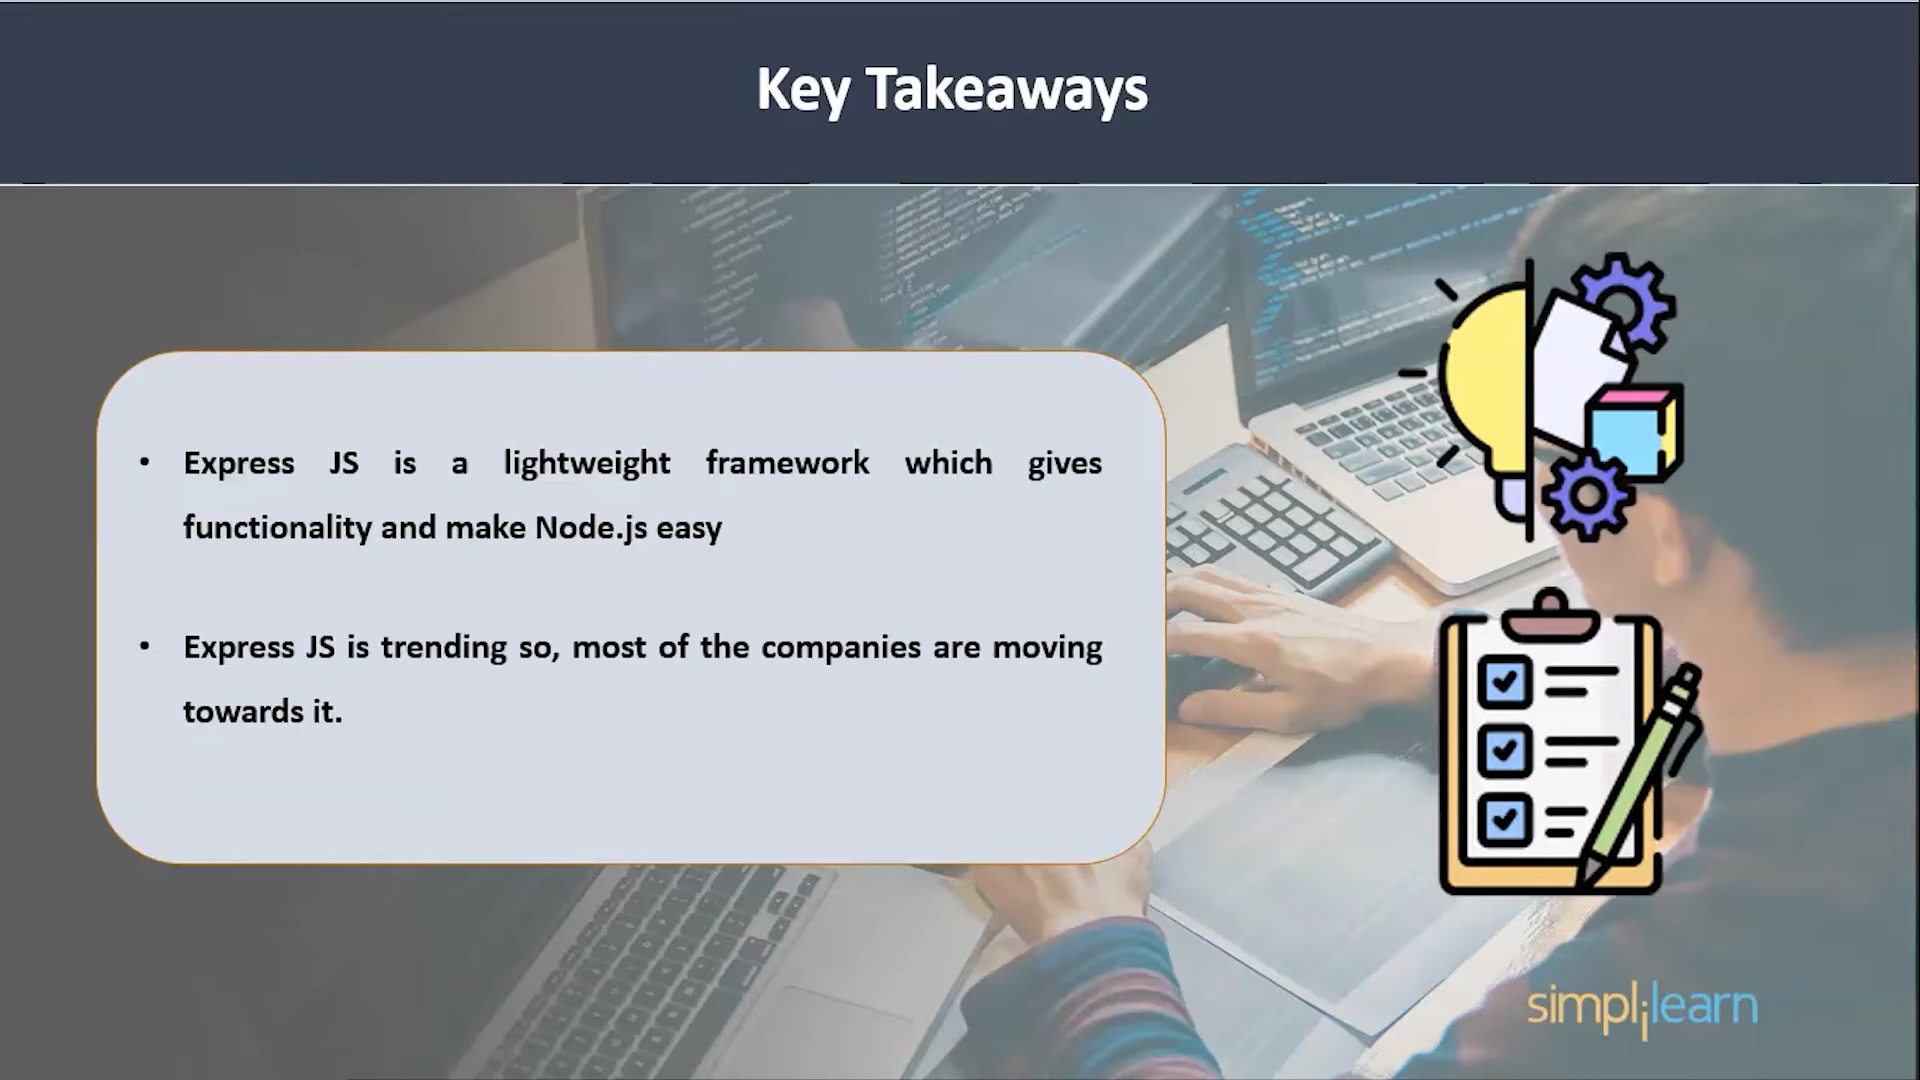 Key Takeaways
• Express JS is a lightweight framework which gives
functionality and make Node.js easy
• Express JS is trending so, most of the companies are moving
towards it.
simplilearn